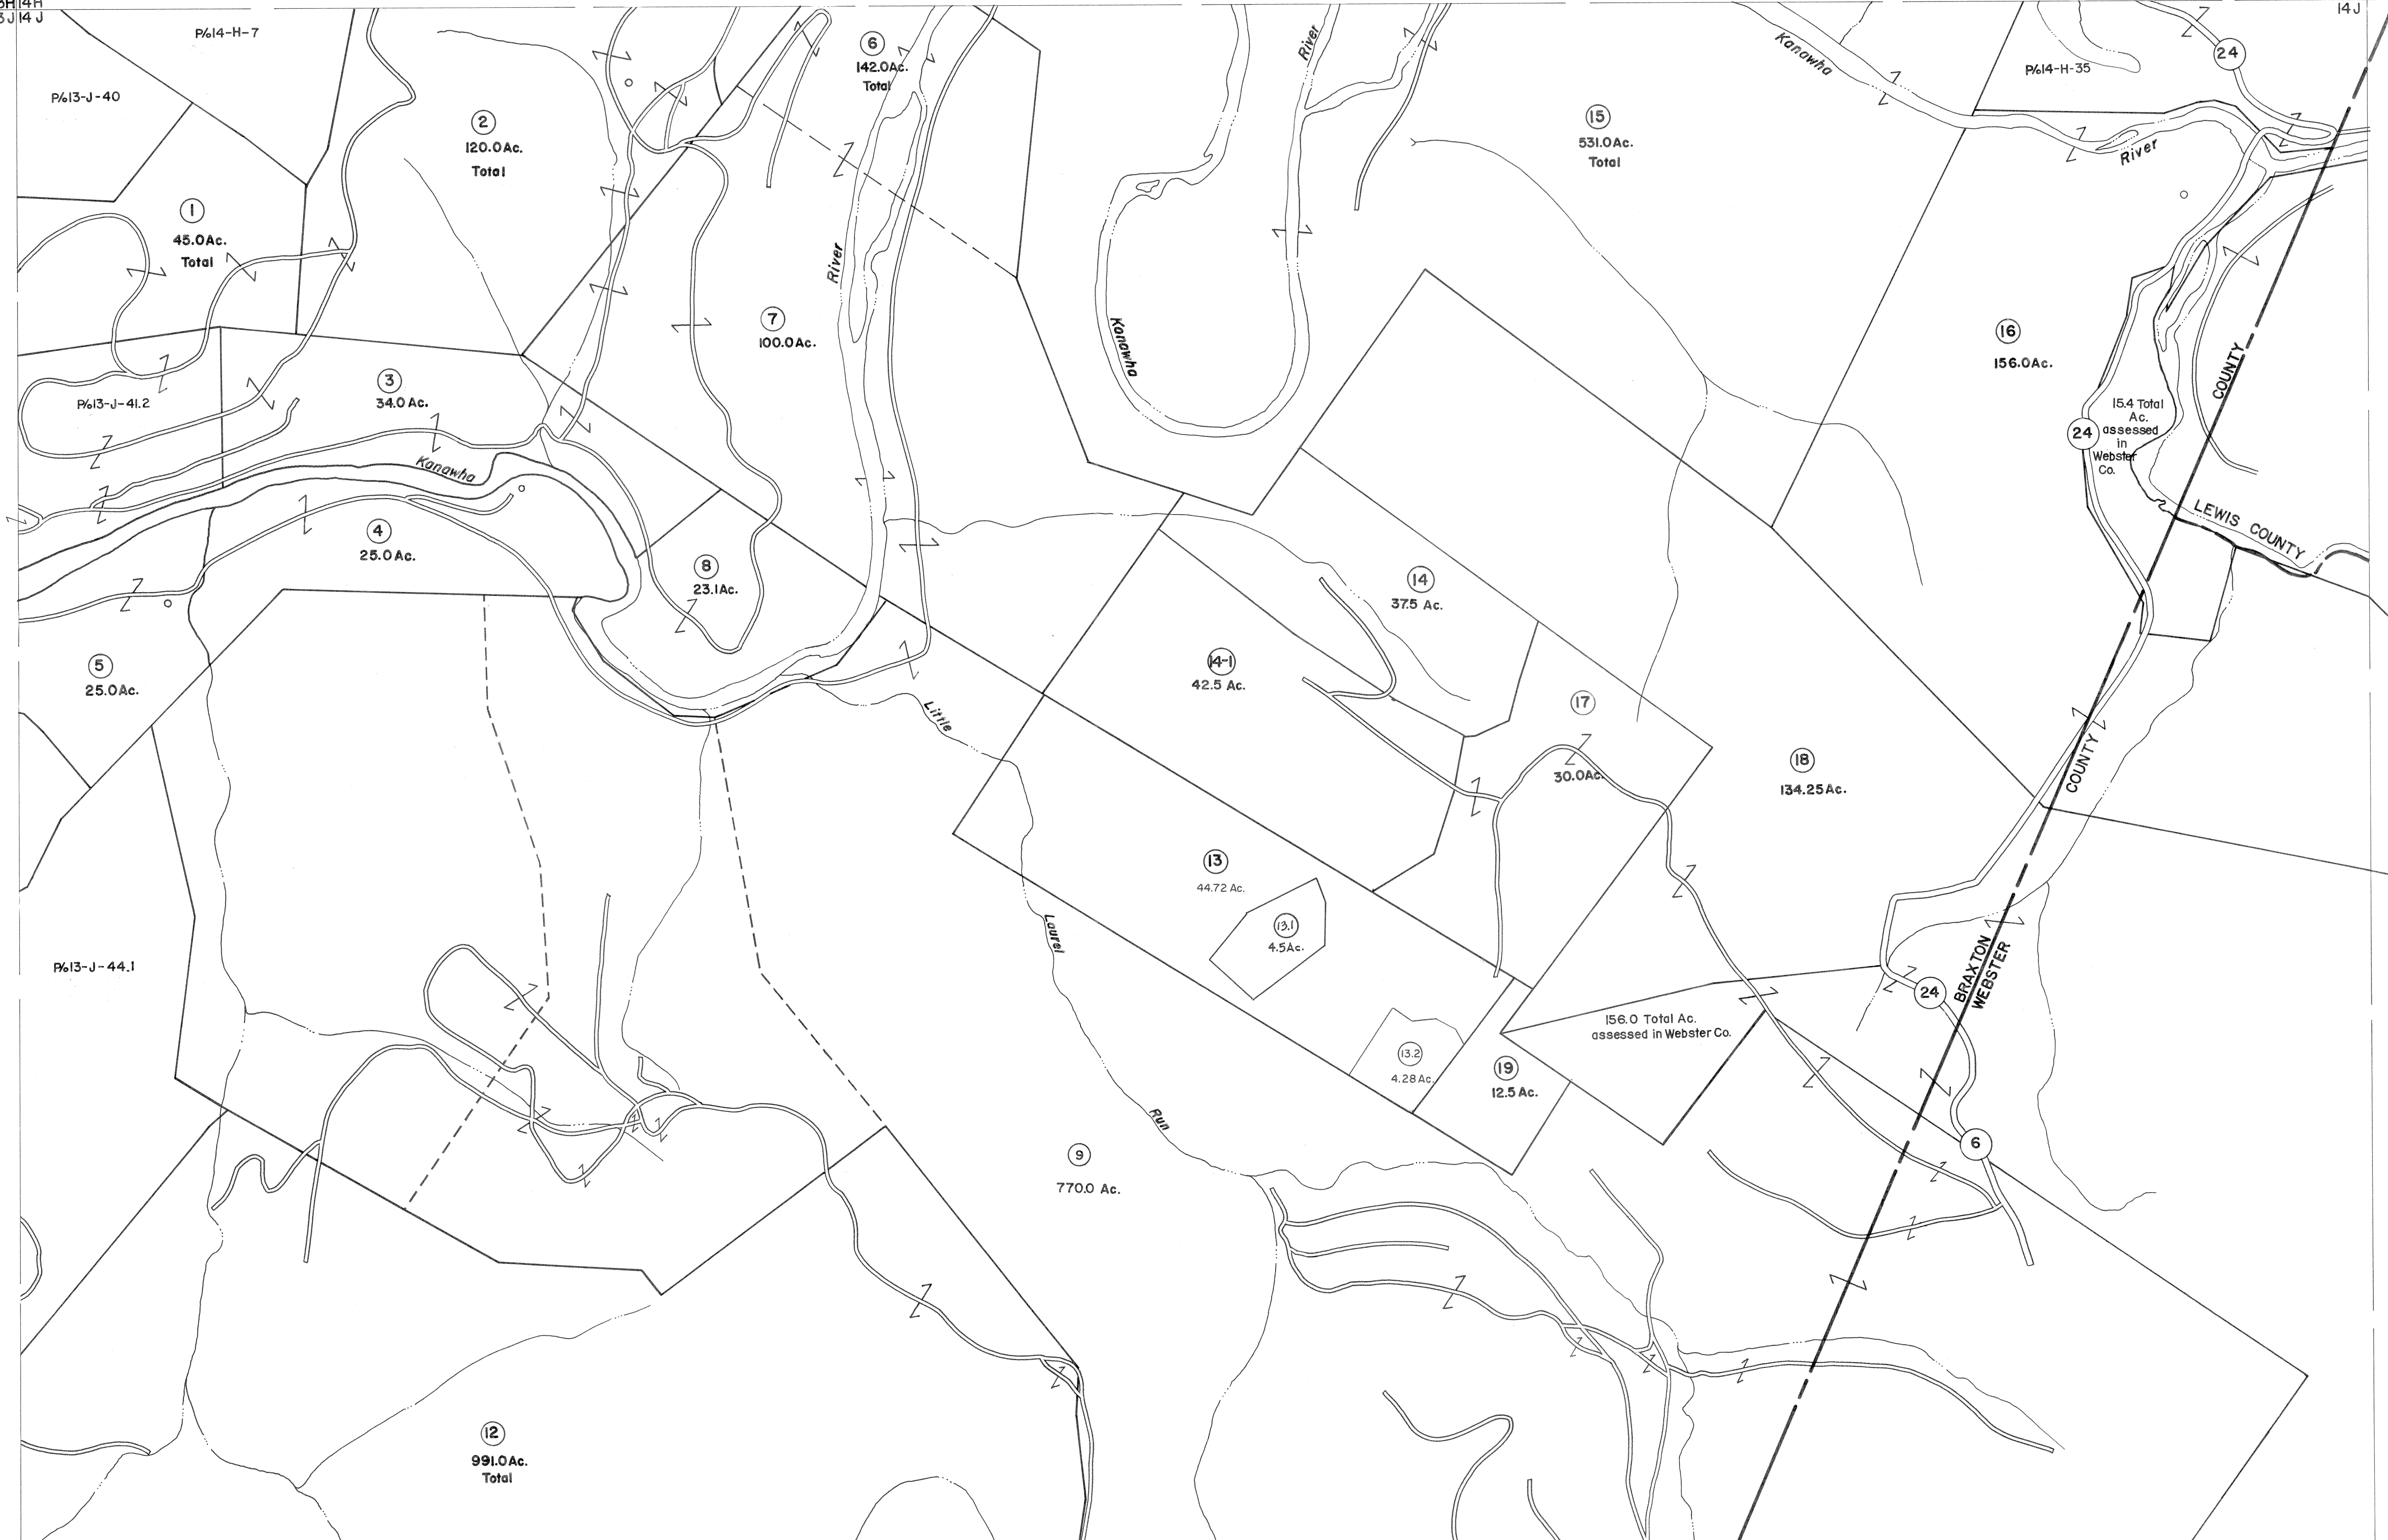 14H
14 J
14 J
P/o14-H-7
P/o13-J-40
6
142.0Ac.
Total
River
Kanawha
P/o14-H-35
24
2
120.0Ac.
Total
15
531.0Ac.
Total
River
1
45.0Ac.
Total
River
7
100.0Ac.
Kanawha
16
156.0Ac.
COUNTY
3
34.0 Ac.
P/o13-J-41.2
15.4 Total
Ac.
assessed
in
Webster
Co.
24
Kanawha
LEWIS COUNTY
4
25.0 Ac.
8
23.1Ac.
14
37.5 Ac.
5
25.0Ac.
14-1
42.5 Ac.
17
30.0Ac.
Little
18
134.25Ac.
COUNTY
13
44.72 Ac.
13.1
4.5Ac.
Laurel
P/o13-J-44.1
BRAXTON
WEBSTER
24
156.0 Total Ac.
assessed in Webster Co.
13.2
4.28 Ac.
19
12.5 Ac.
Run
6
9
770.0 Ac.
12
991.0Ac.
Total